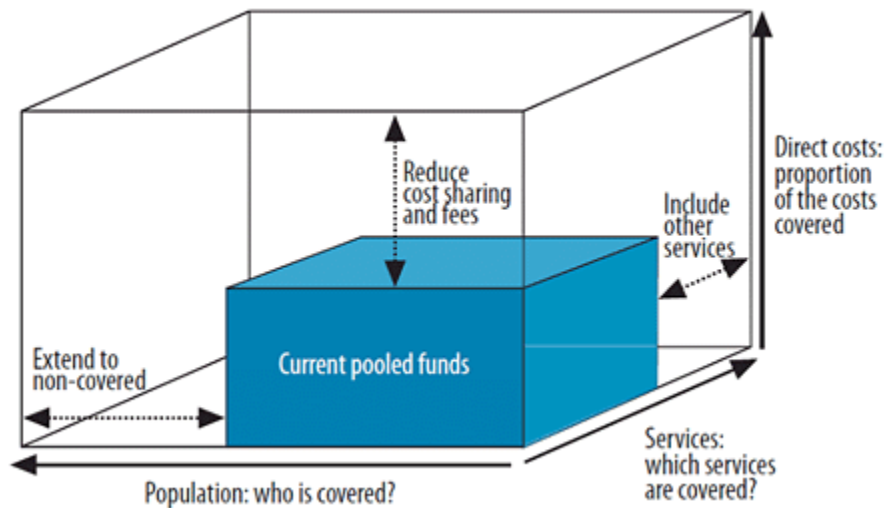 Reduce
cost sharing
and fees
Include
other
services
Direct costs:
proportion
of the costs
covered
Extend to
non-covered
Current pooled funds
Population: who is covered?
Services:
which services
are covered?